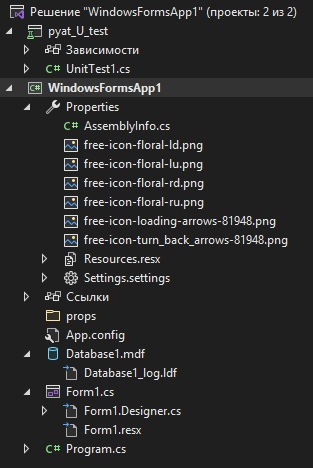 Решение "WindowsFormsApp1" (проекты: 2 из 2)
pyat_U_test
Зависимости
UnitTest1.cs
WindowsFormsApp1
Properties
AssemblyInfo.cs
free-icon-floral-ld.png
free-icon-floral-lu.png
free-icon-floral-rd.png
free-icon-floral-ru.png
free-icon-loading-arrows-81948.png
free-icon-turn_back_arrows-81948.png
Resources.resx
Settings.settings
Ссылки
props
App.config
Database1.mdf
Database1_log.ldf
Form1.cs
Form1.Designer.cs
Form1.resx
Program.cs